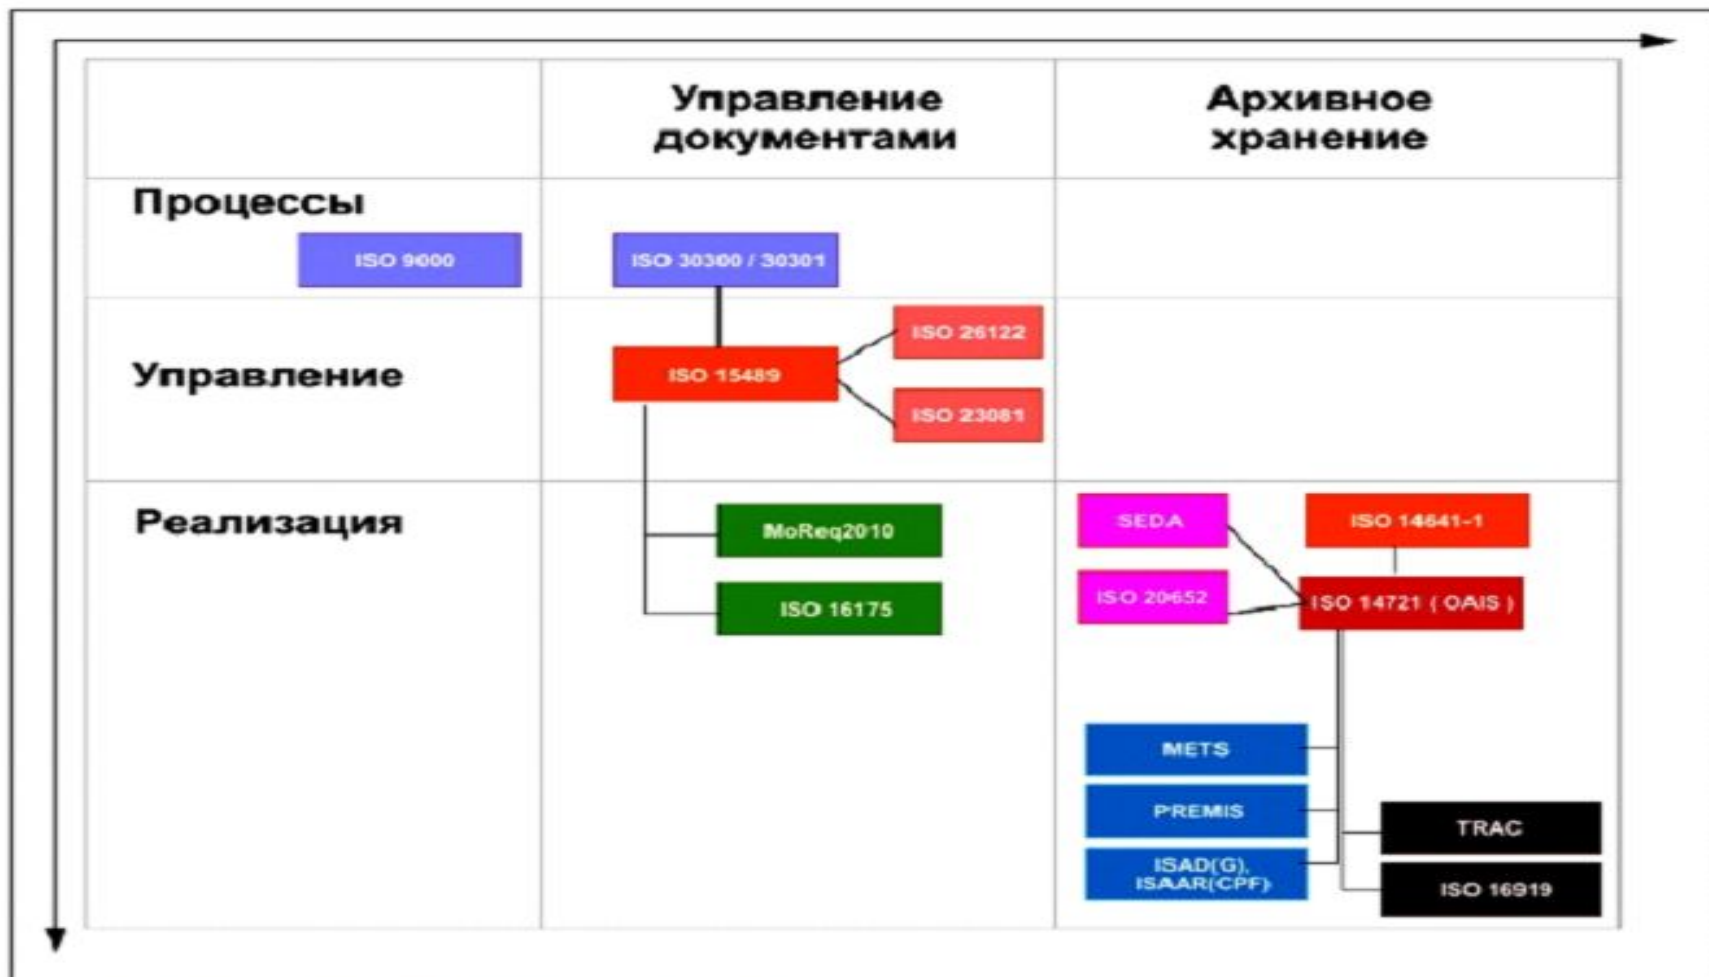 Управление
документами
Архивное
хранение
Процессы
ISO 9000
ISO 30300 / 30301
ISO 26122
Управление
ISO 15489
ISO 23081
Реализация
MoReq2010
ISO 16175
SEDA
ISO 14641-1
ISO 20652
ISO 14721 ( OAIS )
METS
PREMIS
ISAD(G),
ISAAR(CPF)
TRAC
ISO 16919